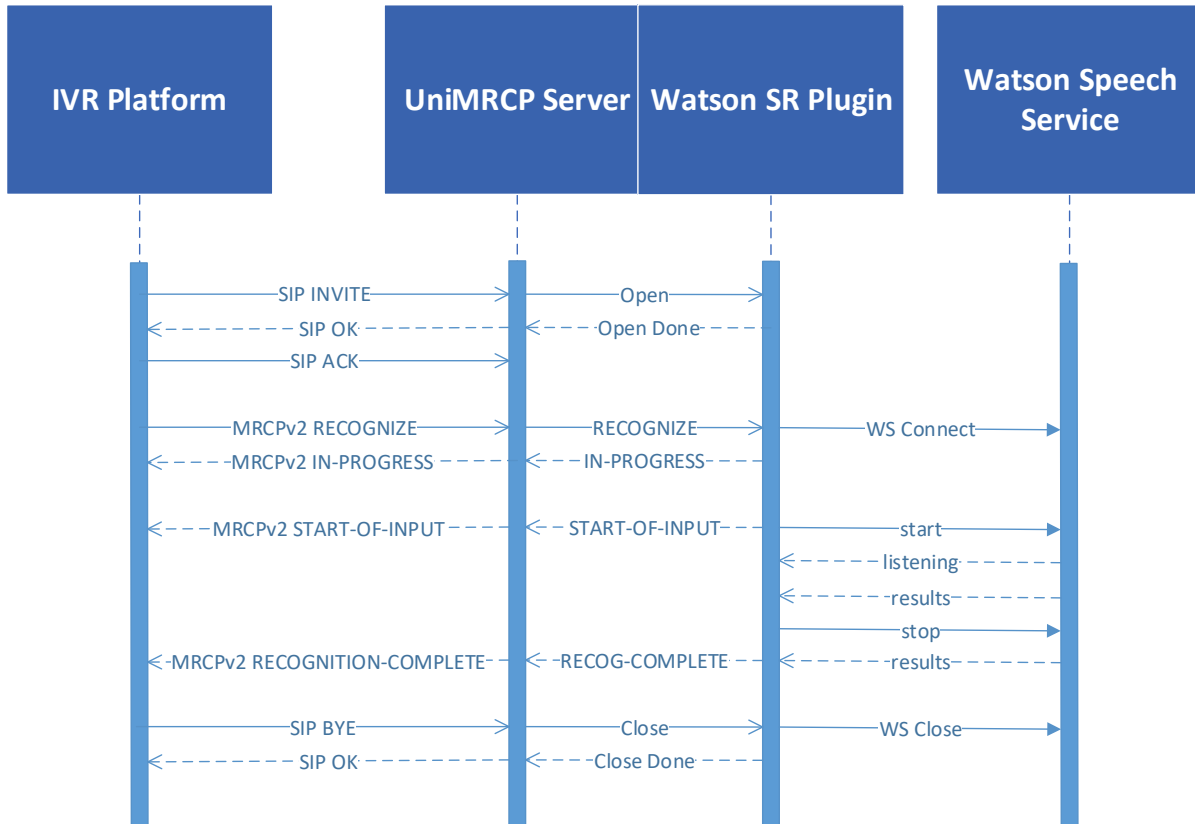 IVR Platform
UniMRCP Server
Watson SR Plugin
Watson Speech
Service
SIP INVITE
Open
SIP OK
Open Done
SIP ACK
MRCPv2 RECOGNIZE
RECOGNIZE
WS Connect
MRCPv2 IN-PROGRESS
IN-PROGRESS
MRCPv2 START-OF-INPUT
START-OF-INPUT
start
listening
results
stop
MRCPv2 RECOGNITION-COMPLETE
RECOG-COMPLETE
results
SIP BYE
Close
WS Close
SIP OK
Close Done